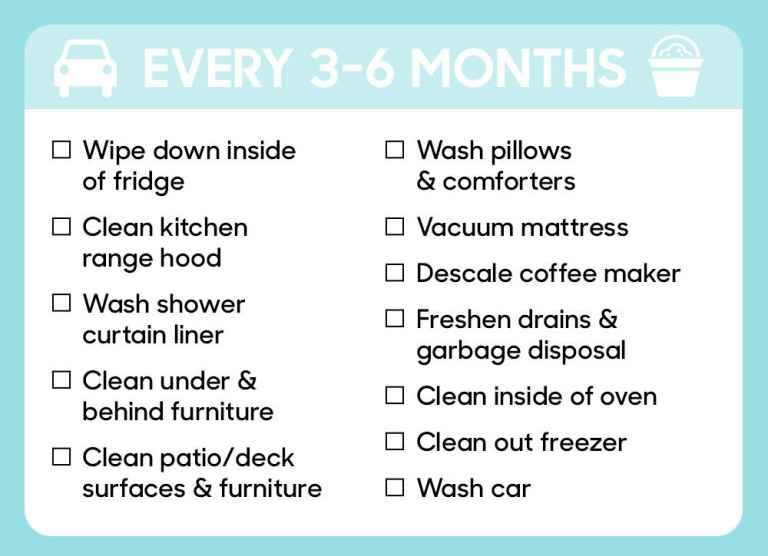 EVERY 3-6 MONTHS
Wipe down inside
of fridge
Clean kitchen
range hood
Wash shower
curtain liner
Clean under &
behind furniture
Clean patio/deck
surfaces & furniture
Wash pillows
& comforters
Vacuum mattress
Descale coffee maker
Freshen drains &
garbage disposal
Clean inside of oven
Clean out freezer
Wash car